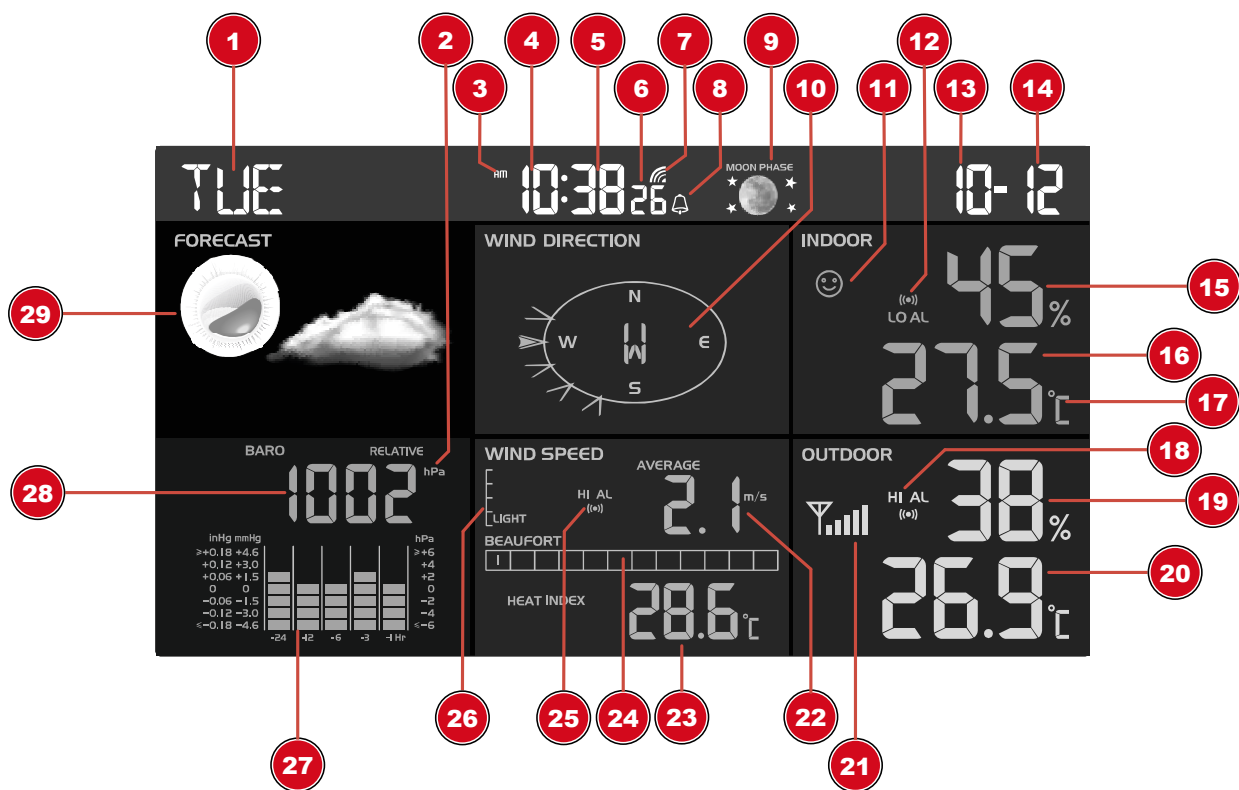 1
2
3
4
5
6
7
8
9
10
11
12
13
14
TUE
AM 10:38 26
MOON PHASE
10-12
FORECAST
WIND DIRECTION
N
W
E
S
W
INDOOR
LO AL
45%
27.5°C
15
16
17
29
BARO
RELATIVE
1002 hPa
28
inHg mmHg
hPa
≥+0.18 +4.6
≥+6
+0.12 +3.0
+4
+0.06 +1.5
+2
0 0
0
-0.06 -1.5
-2
-0.12 -3.0
-4
≤-0.18 -4.6
≤-6
-24 -12 -6 -3 -1 Hr
WIND SPEED
AVERAGE
HI AL
2.1 m/s
LIGHT
BEAUFORT
1
HEAT INDEX
28.6°C
OUTDOOR
HI AL
38%
26.9°C
18
19
20
21
22
23
24
25
26
27